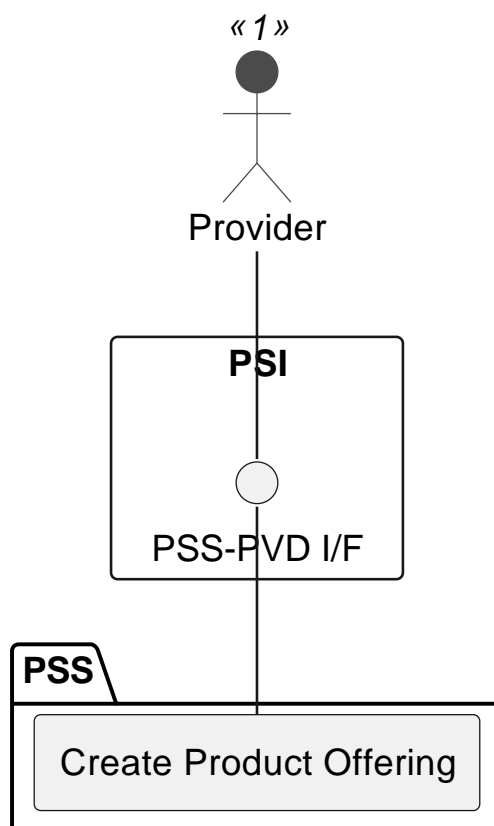 «1»
Provider
PSI
PSS-PVD I/F
PSS
Create Product Offering